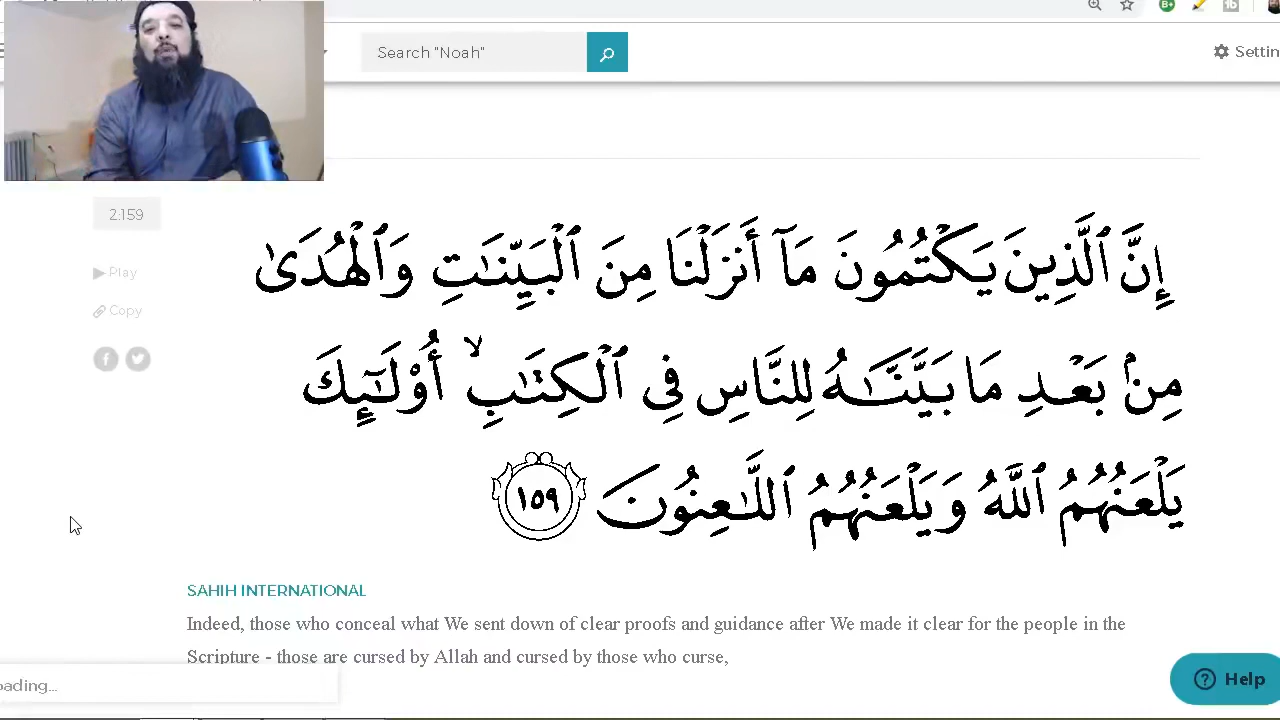 Search "Noah"
Settin
2:159
Play
Copy
إِنَّ ٱلَّذِينَ يَكْتُمُونَ مَآ أَنزَلْنَا مِنَ ٱلْبَيِّنَـٰتِ وَٱلْهُدَىٰ
مِنۢ بَعْدِ مَا بَيَّنَّـٰهُ لِلنَّاسِ فِى ٱلْكِتَـٰبِ ۙ أُو۟لَـٰٓئِكَ
يَلْعَنُهُمُ ٱللَّهُ وَيَلْعَنُهُمُ ٱللَّـٰعِنُونَ ١٥٩
SAHIH INTERNATIONAL
Indeed, those who conceal what We sent down of clear proofs and guidance after We made it clear for the people in the
Scripture - those are cursed by Allah and cursed by those who curse,
oading...
Help